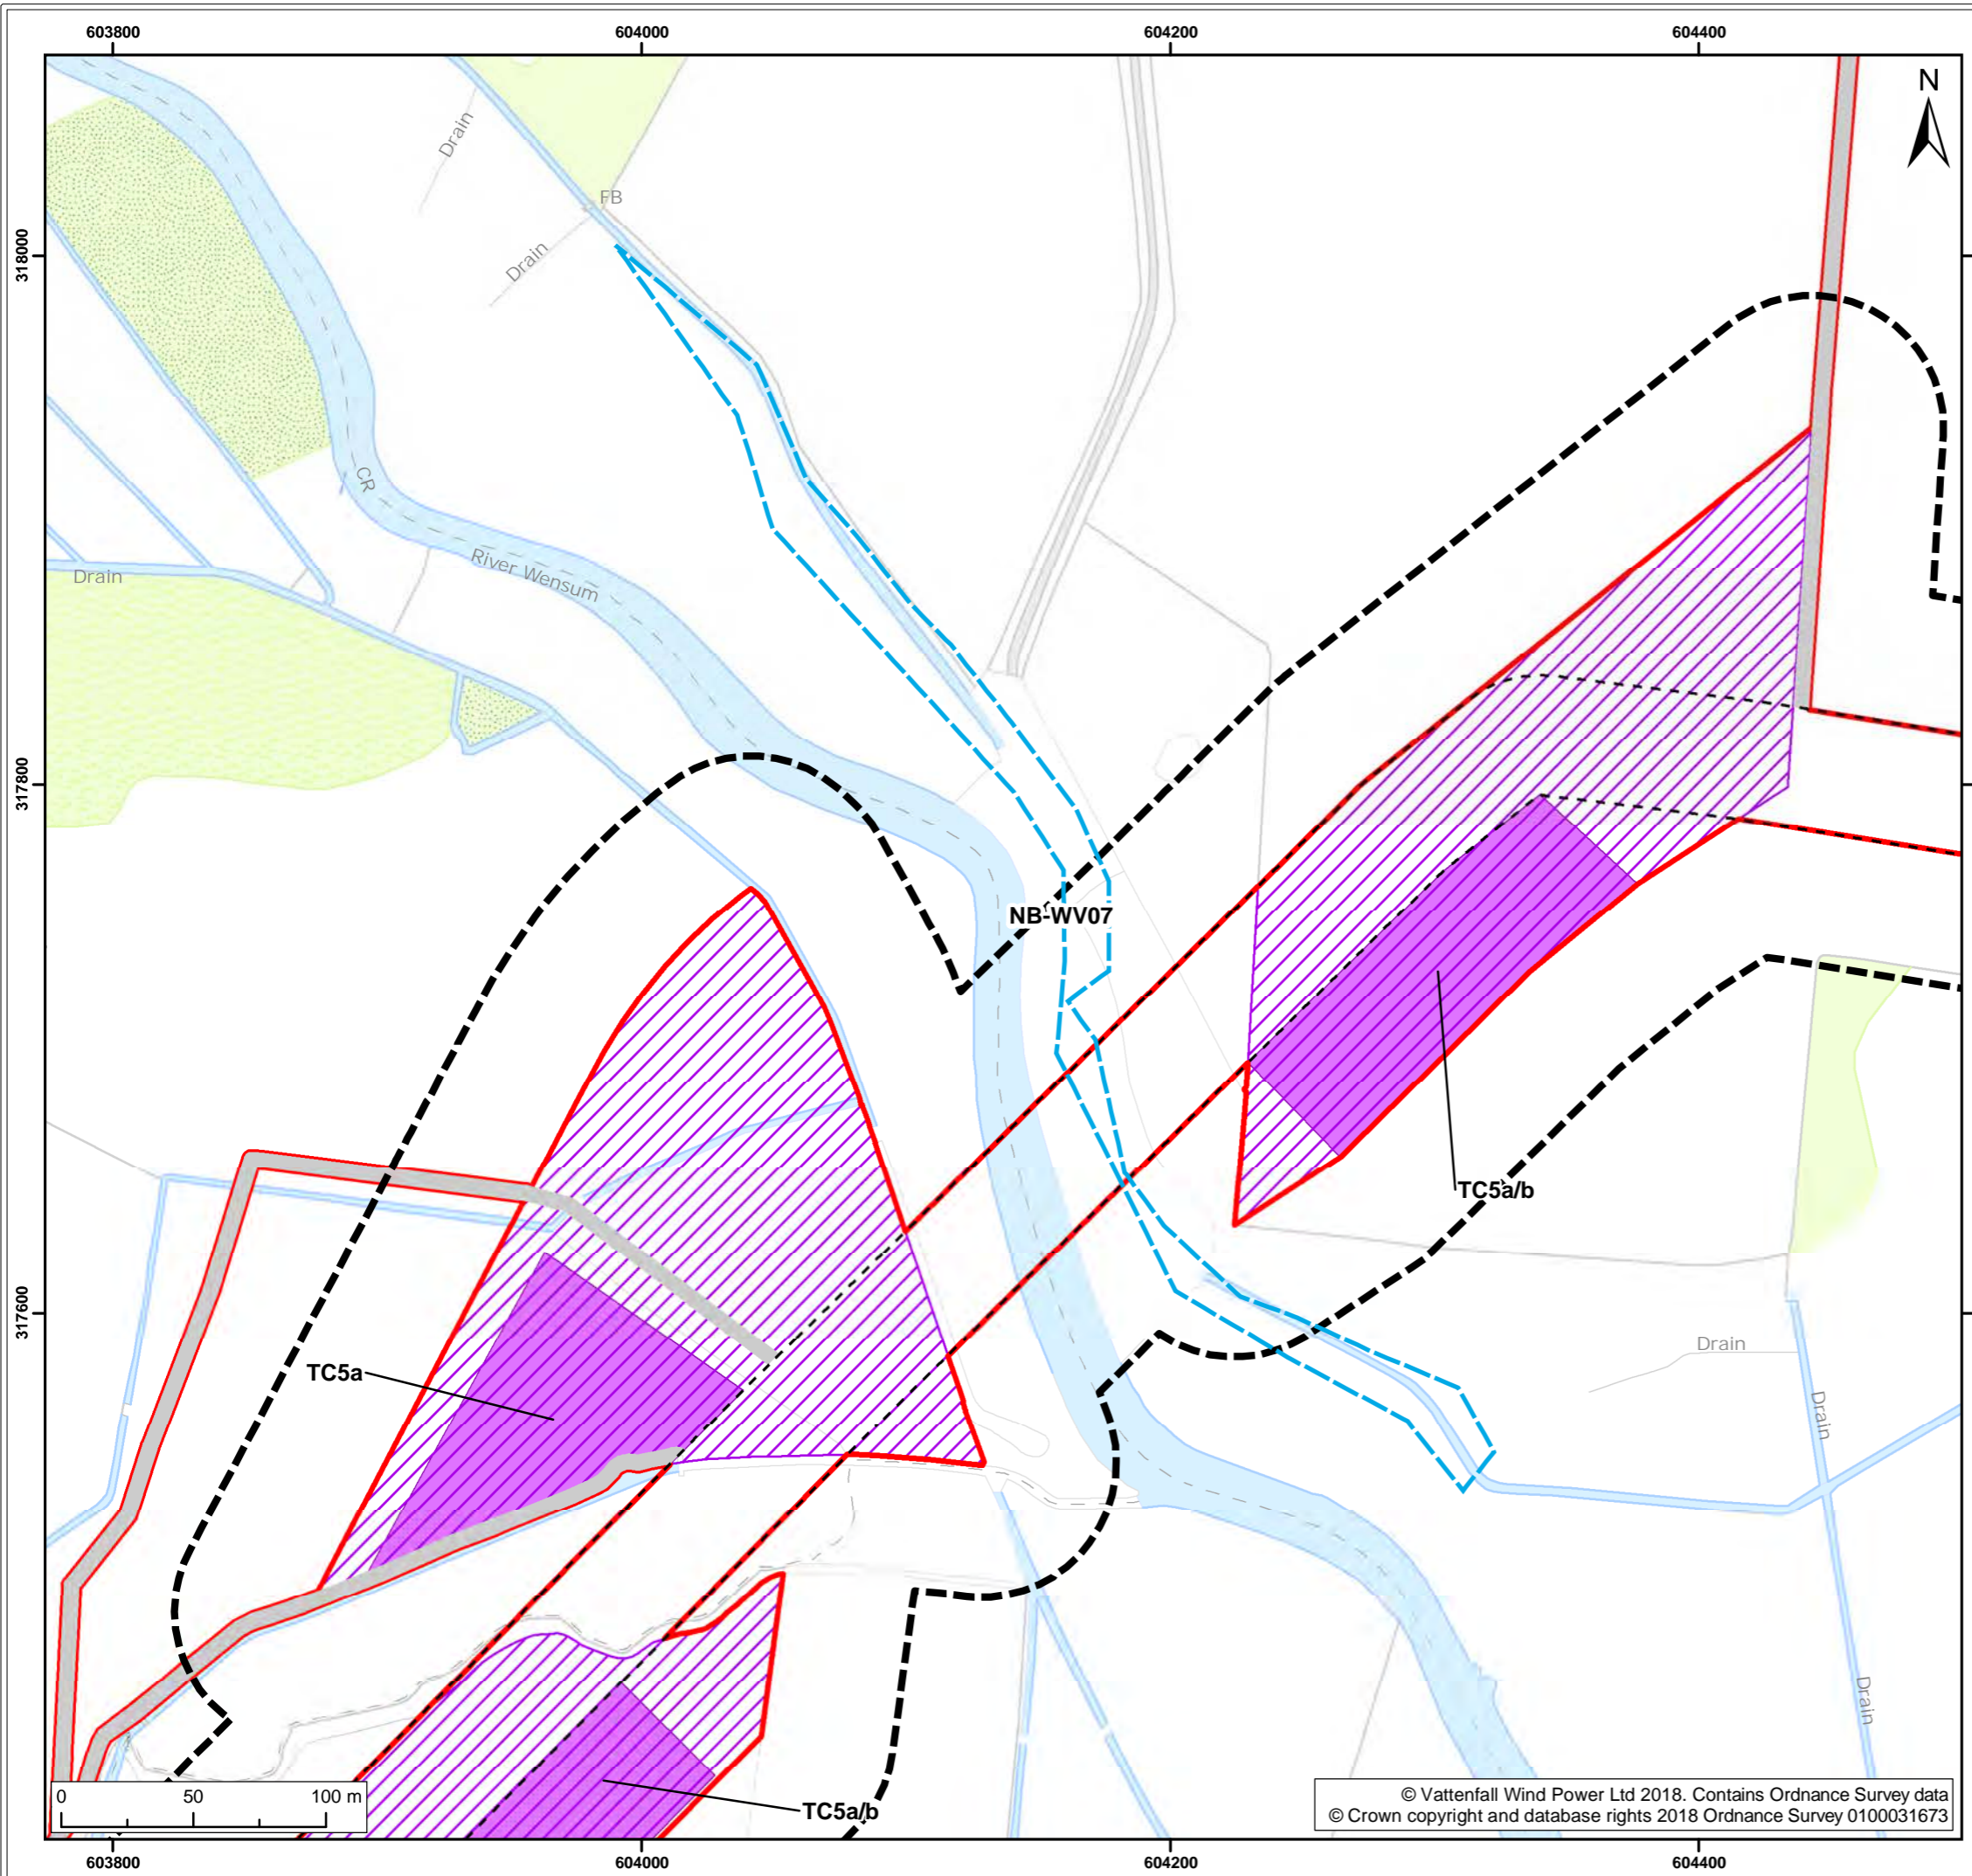 603800
604000
604200
604400
N
318000
317800
317600
Drain
FB
Drain
CR
River Wensum
Drain
NB-WV07
TC5a/b
TC5a
Drain
Drain
Drain
TC5a/b
0 50 100 m
© Vattenfall Wind Power Ltd 2018. Contains Ordnance Survey data
© Crown copyright and database rights 2018 Ordnance Survey 0100031673
603800
604000
604200
604400